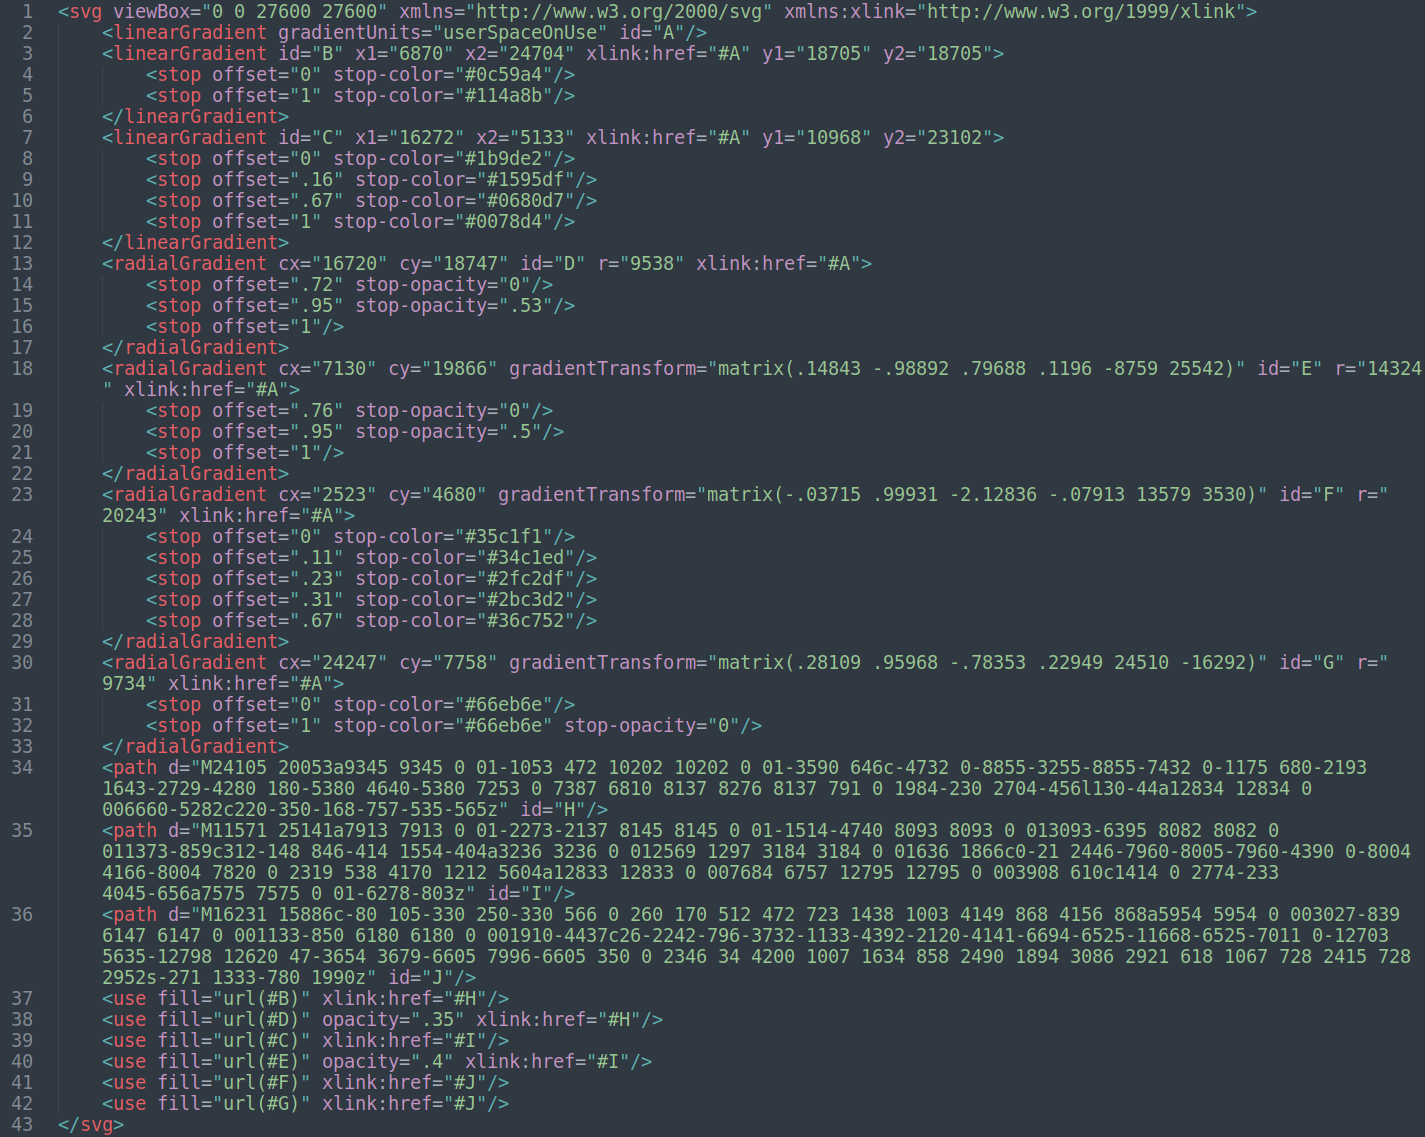 1 <svg viewBox="0 0 27600 27600" xmlns="http://www.w3.org/2000/svg" xmlns:xlink="http://www.w3.org/1999/xlink">
2 <linearGradient gradientUnits="userSpaceOnUse" id="A"/>
3 <linearGradient id="B" x1="6870" x2="24704" xlink:href="#A" y1="18705" y2="18705">
4 <stop offset="0" stop-color="#0c59a4"/>
5 <stop offset="1" stop-color="#114a8b"/>
6 </linearGradient>
7 <linearGradient id="C" x1="16272" x2="5133" xlink:href="#A" y1="10968" y2="23102">
8 <stop offset="0" stop-color="#1b9de2"/>
9 <stop offset=".16" stop-color="#1595df"/>
10 <stop offset=".67" stop-color="#0680d7"/>
11 <stop offset="1" stop-color="#0078d4"/>
12 </linearGradient>
13 <radialGradient cx="16720" cy="18747" id="D" r="9538" xlink:href="#A">
14 <stop offset=".72" stop-opacity="0"/>
15 <stop offset=".95" stop-opacity=".53"/>
16 <stop offset="1"/>
17 </radialGradient>
18 <radialGradient cx="7130" cy="19866" gradientTransform="matrix(.14843 -.98892 .79688 .1196 -8759 25542)" id="E" r="14324
" xlink:href="#A">
19 <stop offset=".76" stop-opacity="0"/>
20 <stop offset=".95" stop-opacity=".5"/>
21 <stop offset="1"/>
22 </radialGradient>
23 <radialGradient cx="2523" cy="4680" gradientTransform="matrix(-.03715 .99931 -2.12836 -.07913 13579 3530)" id="F" r="
20243" xlink:href="#A">
24 <stop offset="0" stop-color="#35c1f1"/>
25 <stop offset=".11" stop-color="#34c1ed"/>
26 <stop offset=".23" stop-color="#2fc2df"/>
27 <stop offset=".31" stop-color="#2bc3d2"/>
28 <stop offset=".67" stop-color="#36c752"/>
29 </radialGradient>
30 <radialGradient cx="24247" cy="7758" gradientTransform="matrix(.28109 .95968 -.78353 .22949 24510 -16292)" id="G" r="
9734" xlink:href="#A">
31 <stop offset="0" stop-color="#66eb6e"/>
32 <stop offset="1" stop-color="#66eb6e" stop-opacity="0"/>
33 </radialGradient>
34 <path d="M24105 20053a9345 9345 0 01-1053 472 10202 10202 0 01-3590 646c-4732 0-8855-3255-8855-7432 0-1175 680-2193
1643-2729-4280 180-5380 4640-5380 7253 0 7387 6810 8137 8276 8137 791 0 1984-230 2704-456l130-44a12834 12834 0
006660-5282c220-350-168-757-535-565z" id="H"/>
35 <path d="M11571 25141a7913 7913 0 01-2273-2137 8145 8145 0 01-1514-4740 8093 8093 0 013093-6395 8082 8082 0
011373-859c312-148 846-414 1554-404a3236 3236 0 012569 1297 3184 3184 0 01636 1866c0-21 2446-7960-8005-7960-4390 0-8004
4166-8004 7820 0 2319 538 4170 1212 5604a12833 12833 0 007684 6757 12795 12795 0 003908 610c1414 0 2774-233
4045-656a7575 7575 0 01-6278-803z" id="I"/>
36 <path d="M16231 15886c-80 105-330 250-330 566 0 260 170 512 472 723 1438 1003 4149 868 4156 868a5954 5954 0 003027-839
6147 6147 0 001133-850 6180 6180 0 001910-4437c26-2242-796-3732-1133-4392-2120-4141-6694-6525-11668-6525-7011 0-12703
5635-12798 12620 47-3654 3679-6605 7996-6605 350 0 2346 34 4200 1007 1634 858 2490 1894 3086 2921 618 1067 728 2415 728
2952s-271 1333-780 1990z" id="J"/>
37 <use fill="url(#B)" xlink:href="#H"/>
38 <use fill="url(#D)" opacity=".35" xlink:href="#H"/>
39 <use fill="url(#C)" xlink:href="#I"/>
40 <use fill="url(#E)" opacity=".4" xlink:href="#I"/>
41 <use fill="url(#F)" xlink:href="#J"/>
42 <use fill="url(#G)" xlink:href="#J"/>
43 </svg>